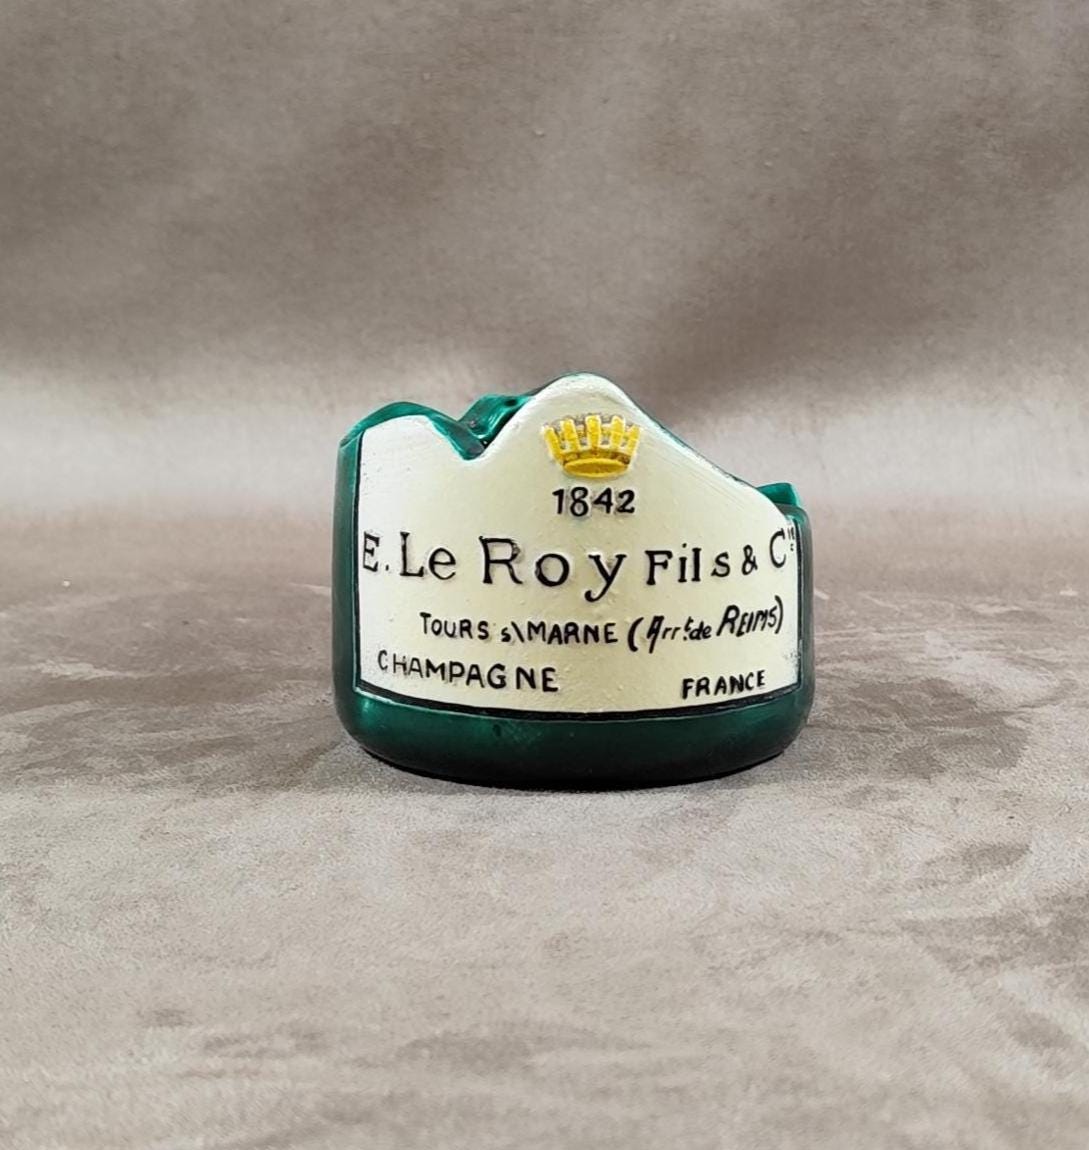 1842
E. Le Roy Fils & Cie
TOURS s\MARNE (Arrt. de REIMS)
CHAMPAGNE FRANCE